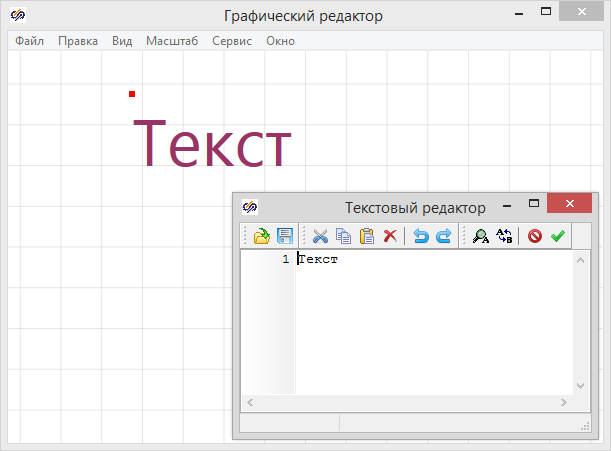 Графический редактор
Файл Правка Вид Масштаб Сервис Окно
Текст
Текстовый редактор
A A B
1 Текст